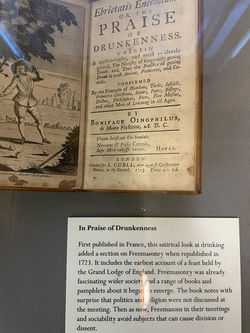 Ebrietatis Encomium:
OR, THE
PRAISE
OF
DRUNKENNESS.
WHEREIN
Is authentically, and most evidently
proved, The Necessity of frequently getting
Drunk; and, That the Practice of getting
Drunk is most Antient, Primitive, and
CONFIRMED
By the Example of Heathens, Turks, Infidels,
Primitive Christians, Saints, Popes, Bishops,
Doctors, Philosophers, Poets, Free Masons,
and other Men of Learning in all Ages.
BY
BONIFACE OINOPHILUS,
de Monte Fiascone, A. B. C.
HORAT.
LONDON:
Printed for E. CURLL, over-against Catherine
Street, in the Strand. 1723.
In Praise of Drunkenness
First published in France, this satirical look at drinking
added a section on Freemasonry when republished in
1723. It includes the earliest account of a feast held by
the Grand Lodge of England. Freemasonry was already
fascinating wider society and a range of books and
pamphlets about it began to emerge. The book notes with
surprise that politics and religion were not discussed at
the meeting. Then as now, Freemasons in their meetings
and sociability avoid subjects that can cause division or
dissent.